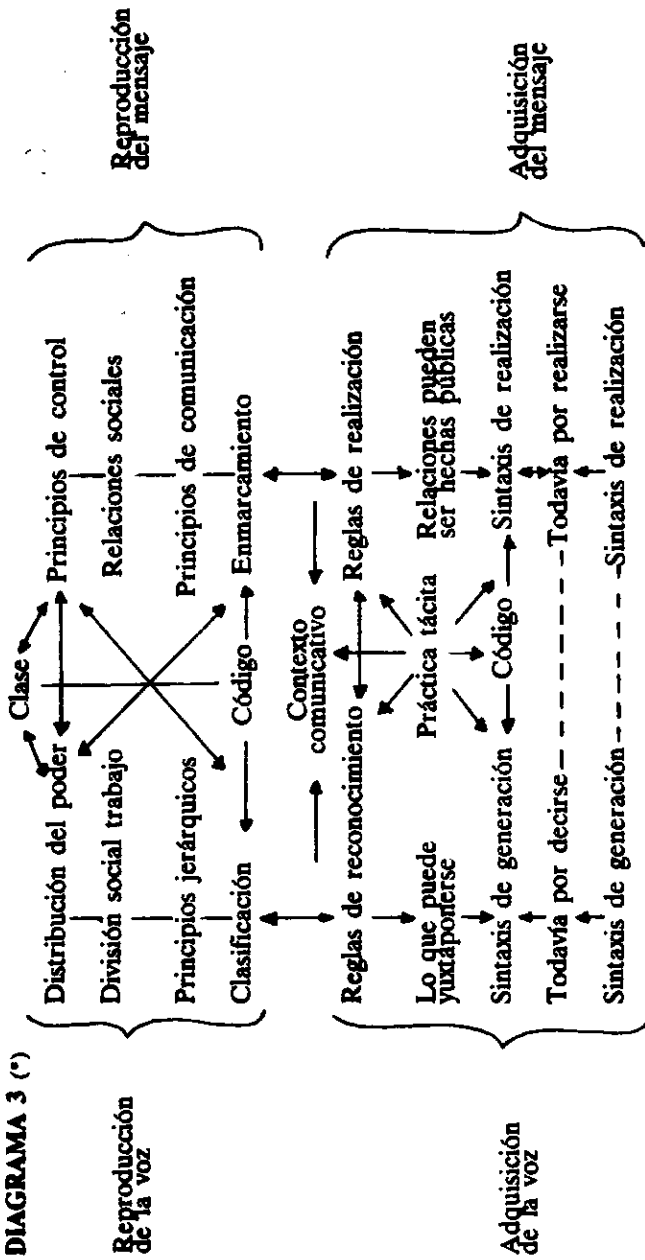 DIAGRAMA 3 (*)
Reproducción
de la voz
Distribución del poder
División social trabajo
Principios jerárquicos
Clasificación
Clase
Código
Principios de control
Relaciones sociales
Principios de comunicación
Enmarcamiento
Reproducción
del mensaje
Contexto
comunicativo
Adquisición
de la voz
Reglas de reconocimiento
Lo que puede
yuxtaponerse
Sintaxis de generación
Todavía por decirse
Sintaxis de generación
Práctica tácita
Código
Reglas de realización
Relaciones pueden
ser hechas públicas
Sintaxis de realización
Todavía por realizarse
Sintaxis de realización
Adquisición
del mensaje